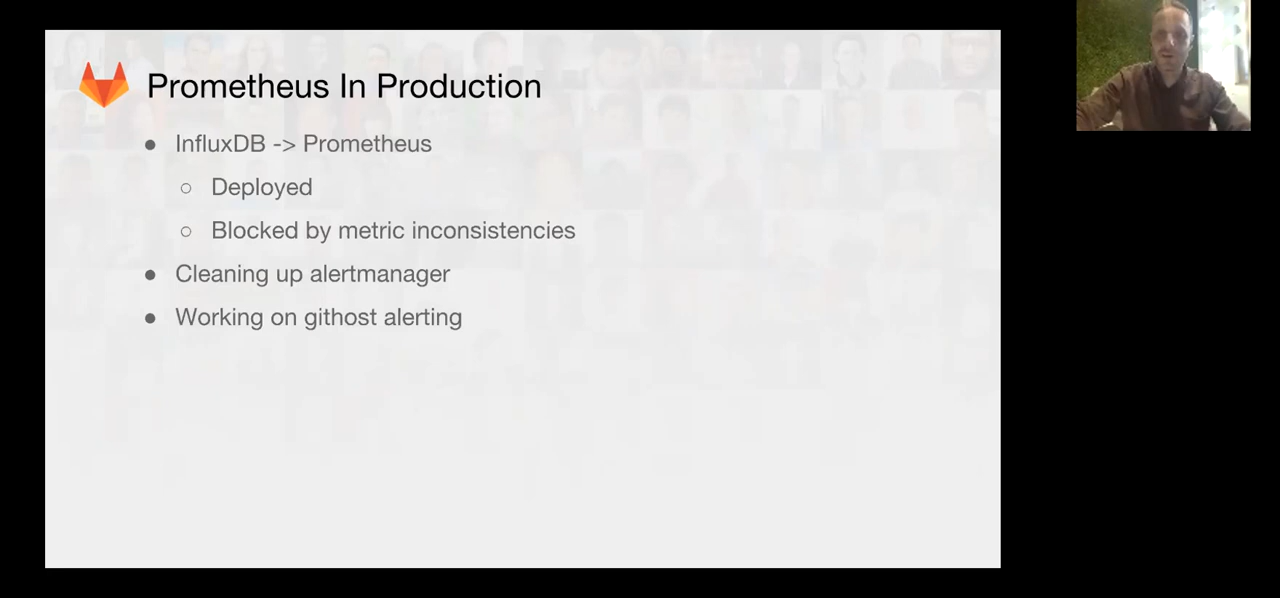 Prometheus In Production
● InfluxDB -> Prometheus
○ Deployed
○ Blocked by metric inconsistencies
● Cleaning up alertmanager
● Working on githost alerting